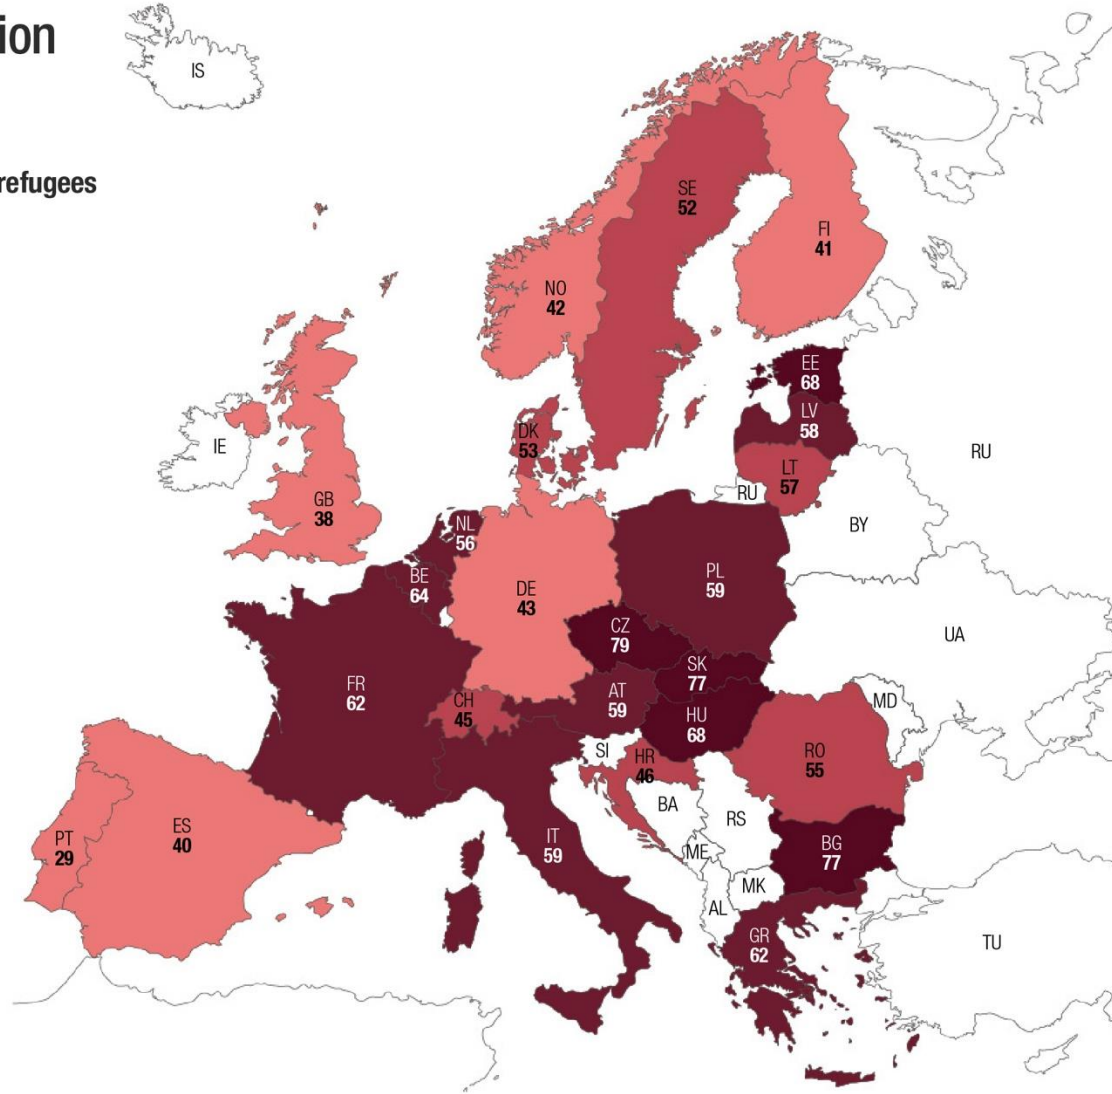 ion
IS
refugees
SE
52
FI
41
NO
42
EE
68
DK
53
LV
58
IE
RU
LT
57
GB
38
RU
NL
56
BY
BE
64
DE
43
PL
59
CZ
79
UA
SK
77
FR
62
AT
59
CH
45
MD
HU
68
SI
HR
46
RO
55
BA
RS
PT
29
ES
40
IT
59
ME
BG
77
MK
AL
GR
62
TU